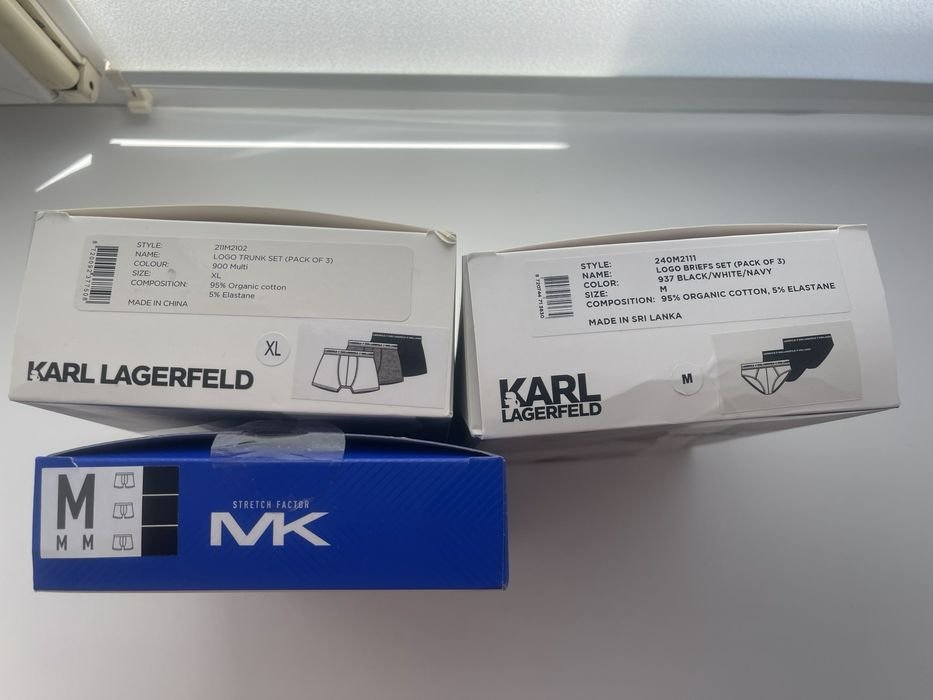 STYLE: 211M2102
NAME: LOGO TRUNK SET (PACK OF 3)
COLOUR: 900 Multi
SIZE: XL
COMPOSITION: 95% Organic cotton
5% Elastane
MADE IN CHINA
XL
KARL LAGERFELD
STYLE: 240M2111
NAME: LOGO BRIEFS SET (PACK OF 3)
COLOR: 937 BLACK/WHITE/NAVY
SIZE: M
COMPOSITION: 95% ORGANIC COTTON, 5% ELASTANE
MADE IN SRI LANKA
M
KARL
LAGERFELD
M
M M
STRETCH FACTOR
MK